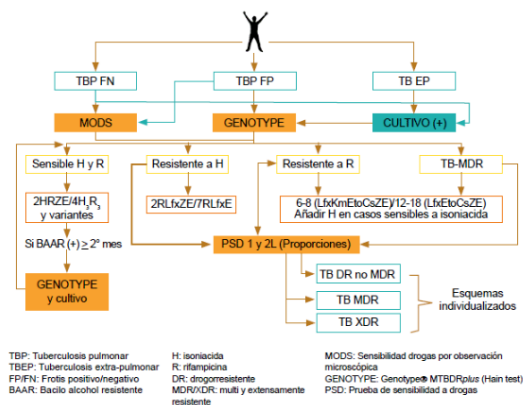 TBP FN
TBP FP
TB EP
MODS
GENOTYPE
CULTIVO (+)
Sensible H y R
Resistente a H
Resistente a R
TB-MDR
2HRZE/4H₃R₃
y variantes
2RLfxZE/7RLfxE
6-8 (LfxKmEtoCsZE)/12-18 (LfxEtoCsZE)
Añadir H en casos sensibles a isoniacida
Si BAAR (+) ≥ 2° mes
PSD 1 y 2L (Proporciones)
GENOTYPE
y cultivo
TB DR no MDR
TB MDR
TB XDR
Esquemas
individualizados
TBP: Tuberculosis pulmonar
TBEP: Tuberculosis extra-pulmonar
FP/FN: Frotis positivo/negativo
BAAR: Bacilo alcohol resistente
H: isoniacida
R: rifampicina
DR: drogorresistente
MDR/XDR: multi y extensamente
resistente
MODS: Sensibilidad drogas por observación
microscópica
GENOTYPE: Genotype® MTBDRplus (Hain test)
PSD: Prueba de sensibilidad a drogas